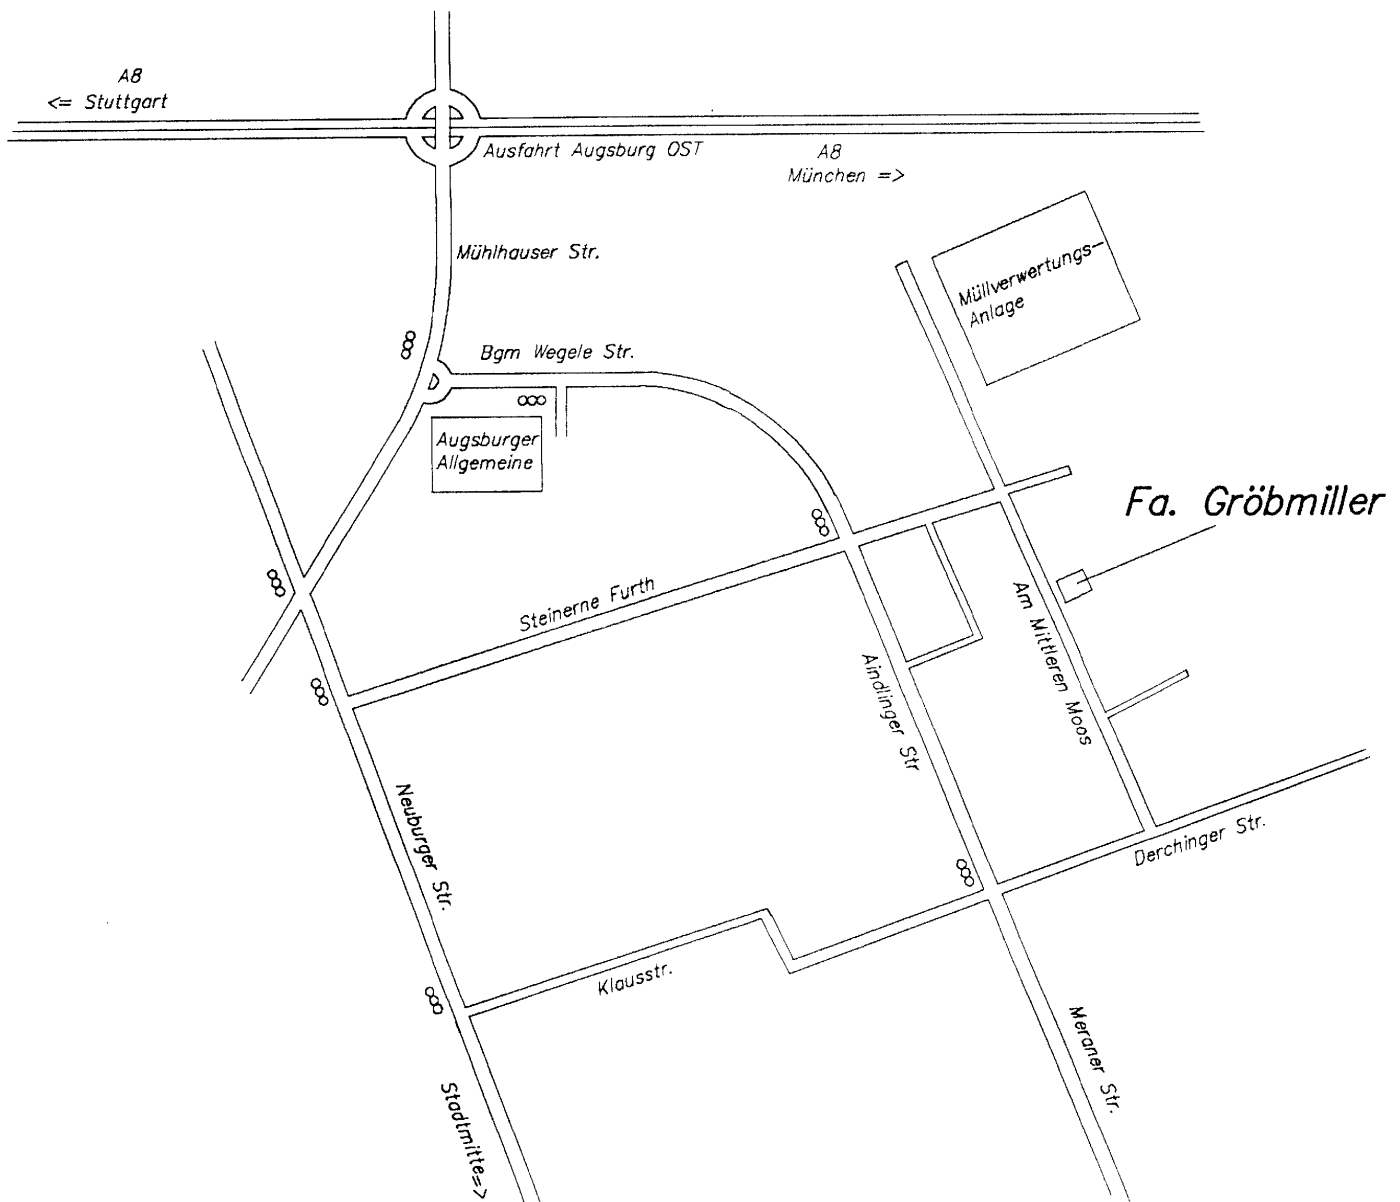 A8
<= Stuttgart
Ausfahrt Augsburg OST
A8
München =>
Mühlhauser Str.
Müllverwertungs-
Anlage
Bgm Wegele Str.
Augsburger
Allgemeine
Fa. Gröbmiller
Steinerne Furth
Am Mittleren Moos
Aindlinger Str
Neuburger Str.
Derchinger Str.
Klausstr.
Meraner Str.
Stadtmitte=>